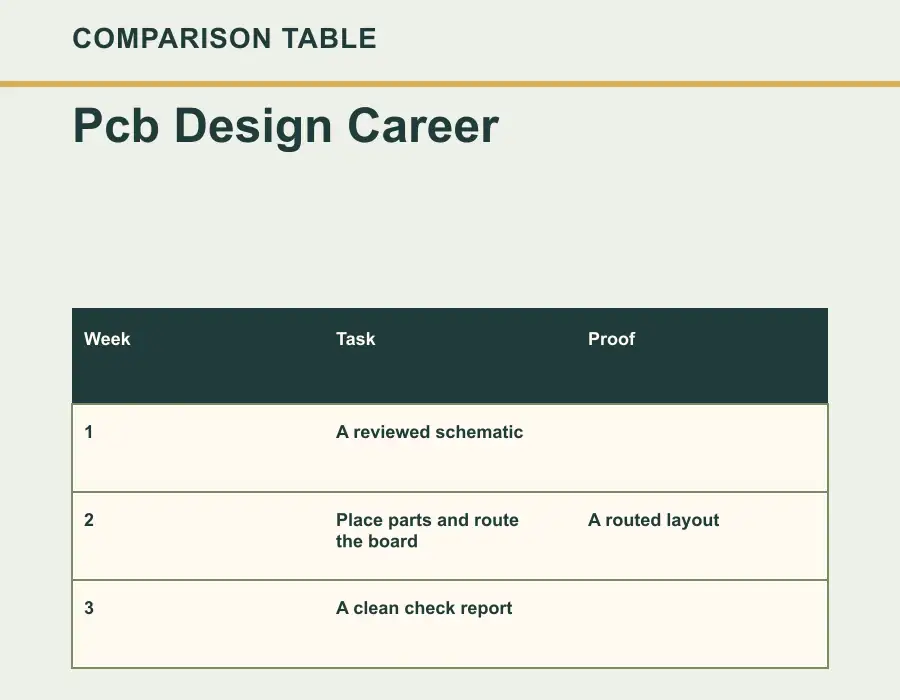 COMPARISON TABLE
Pcb Design Career
Week Task Proof
1 A reviewed schematic
2 Place parts and route A routed layout
the board
3 A clean check report